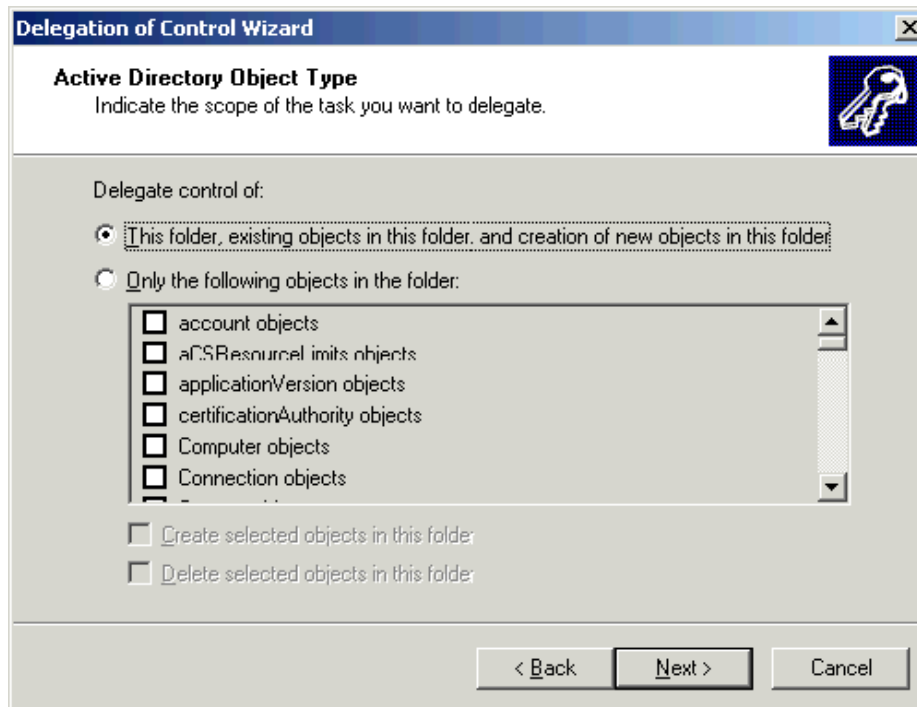 Delegation of Control Wizard
Active Directory Object Type
Indicate the scope of the task you want to delegate.
Delegate control of:
This folder, existing objects in this folder, and creation of new objects in this folder
Only the following objects in the folder:
account objects
aCSResourceLimits objects
applicationVersion objects
certificationAuthority objects
Computer objects
Connection objects
Create selected objects in this folder
Delete selected objects in this folder
< Back Next > Cancel